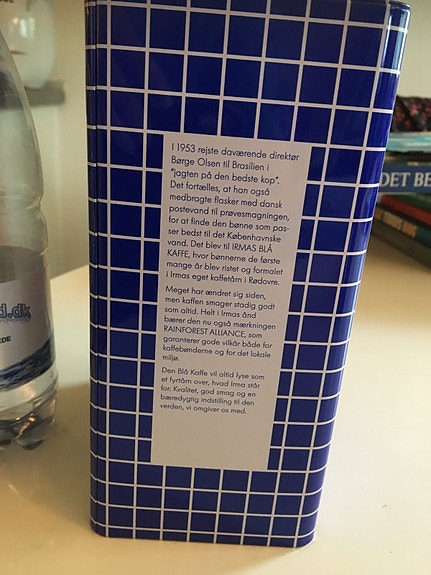 I 1953 rejste daværende direktør
Børge Olsen til Brasilien i
"jagten på den bedste kop".
Det fortælles, at han også
medbragte flasker med dansk
postevand til prøvesmagningen,
for at finde den bønne som pas-
ser bedst til det Københavnske
vand. Det blev til IRMAS BLÅ
KAFFE, hvor bønnerne de første
mange år blev ristet og formalet
i Irmas eget kaffetårn i Rødovre.
Meget har ændret sig siden,
men kaffen smager stadig godt
som altid. Helt i Irmas ånd
bærer den nu også mærkningen
RAINFOREST ALLIANCE, som
garanterer gode vilkår både for
kaffebønderne og for det lokale
miljø.
Den Blå Kaffe vil altid lyse som
et fyrtårn over, hvad Irma står
for. Kvalitet, god smag og en
bæredygtig indstilling til den
verden, vi omgiver os med.
d.dk
EDE
DET BE